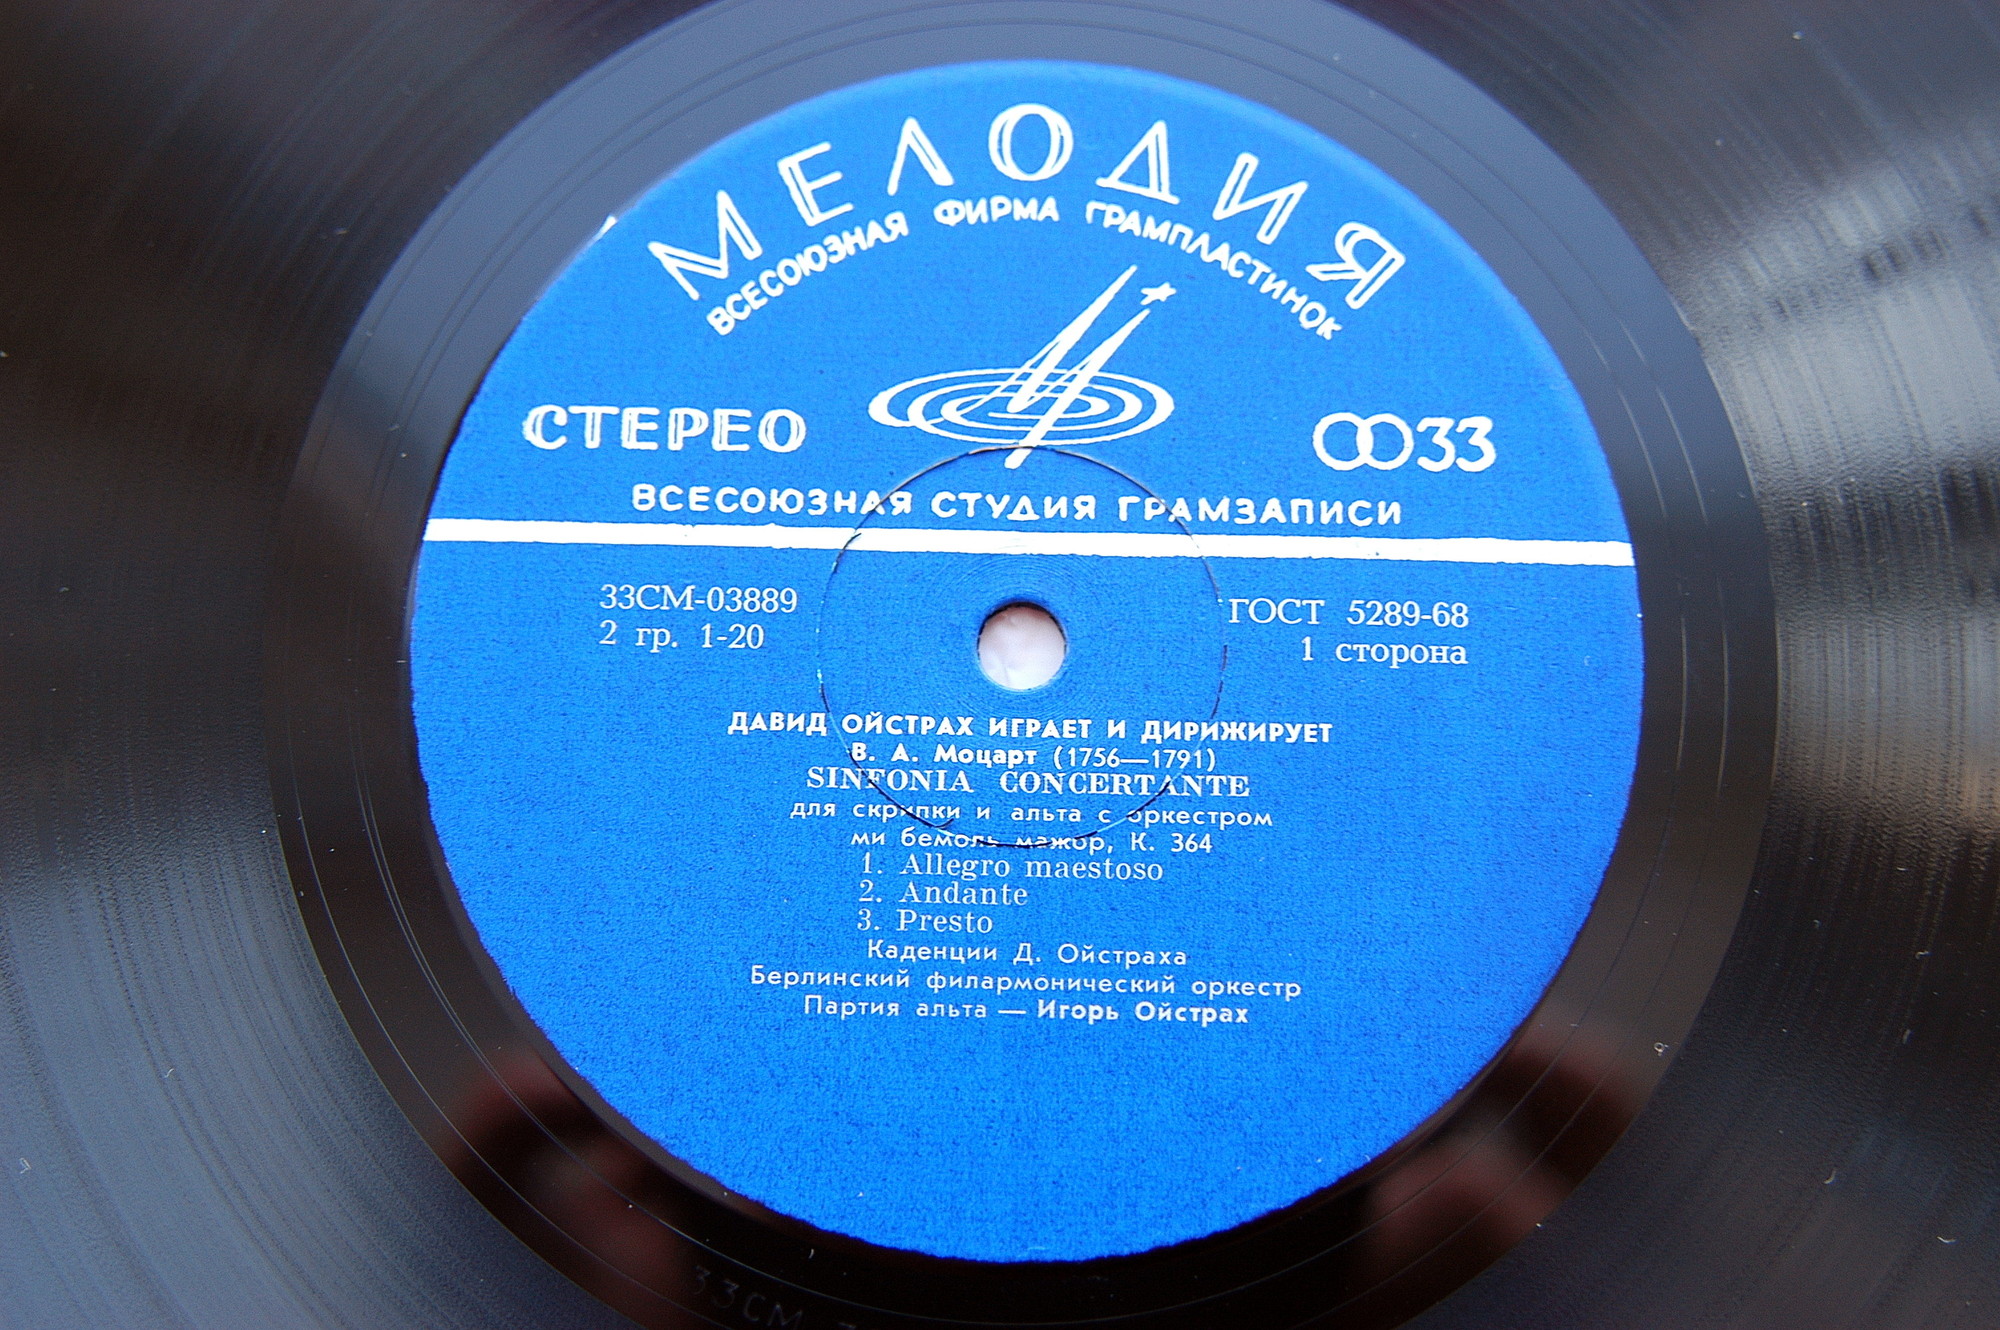 МЕЛОДИЯ
ВСЕСОЮЗНАЯ ФИРМА ГРАМПЛАСТИНОК
СТЕРЕО
33
ВСЕСОЮЗНАЯ СТУДИЯ ГРАМЗАПИСИ
33СМ-03889
ГОСТ 5289-68
2 гр. 1-20
1 сторона
ДАВИД ОЙСТРАХ ИГРАЕТ И ДИРИЖИРУЕТ
В. А. Моцарт (1756—1791)
SINFONIA CONCERTANTE
для скрипки и альта с оркестром
ми бемоль мажор, К. 364
1. Allegro maestoso
2. Andante
3. Presto
Каденции Д. Ойстраха
Берлинский филармонический оркестр
Партия альта — Игорь Ойстрах
33СМ